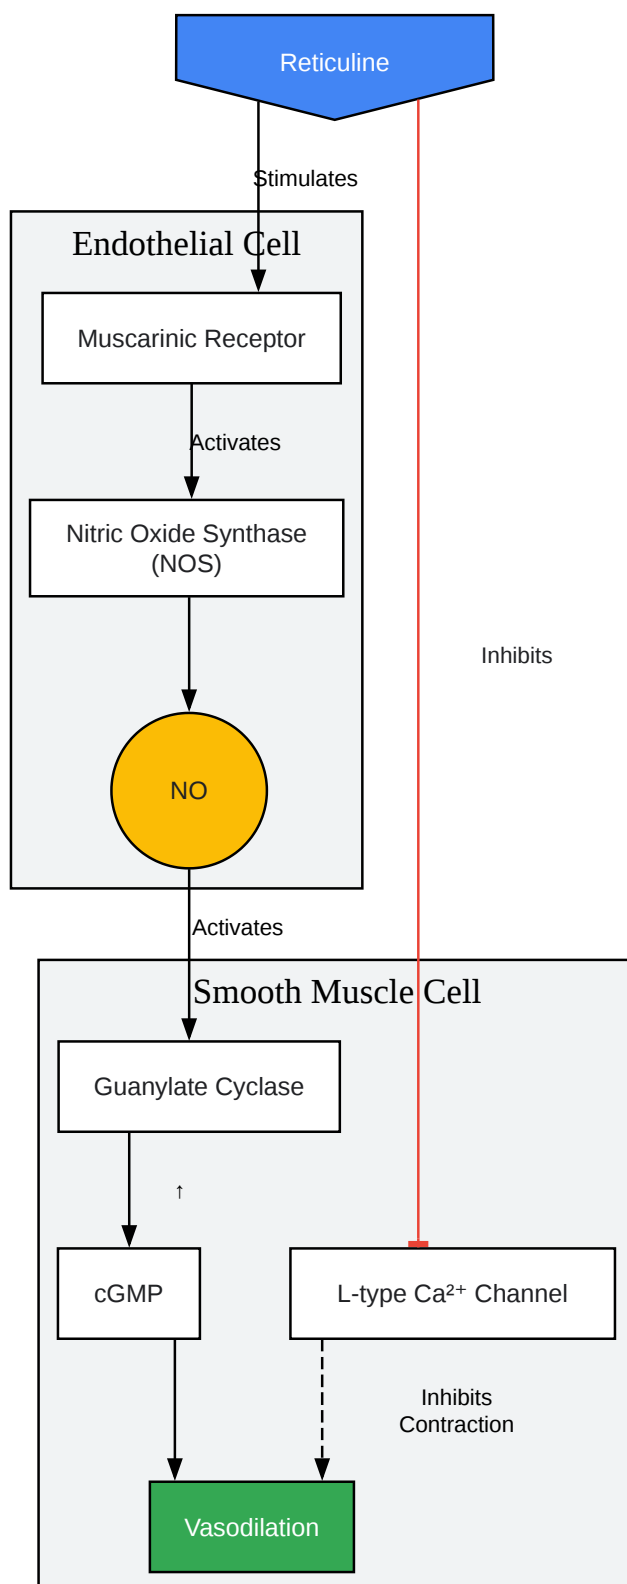 Reticuline
Stimulates
Endothelial Cell
Muscarinic Receptor
Activates
Nitric Oxide Synthase
(NOS)
Inhibits
NO
Activates
Smooth Muscle Cell
Guanylate Cyclase
↑
cGMP
L-type Ca²⁺ Channel
Inhibits
Contraction
Vasodilation